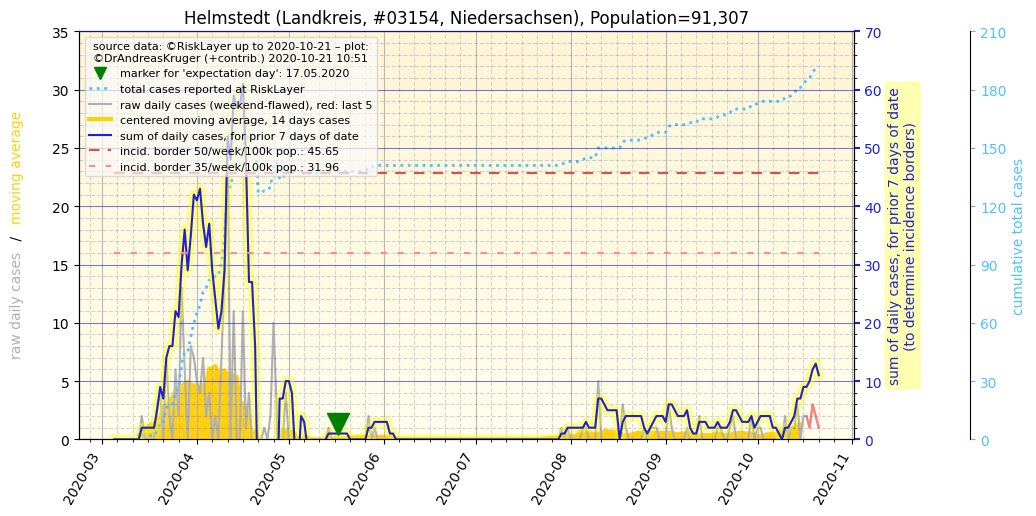 Helmstedt (Landkreis, #03154, Niedersachsen), Population=91,307
source data: ©RiskLayer up to 2020-10-21 – plot:
©DrAndreasKruger (+contrib.) 2020-10-21 10:51
marker for 'expectation day': 17.05.2020
total cases reported at RiskLayer
raw daily cases (weekend-flawed), red: last 5
centered moving average, 14 days cases
sum of daily cases, for prior 7 days of date
incid. border 50/week/100k pop.: 45.65
incid. border 35/week/100k pop.: 31.96
raw daily cases / moving average
35
30
25
20
15
10
5
0
2020-03
2020-04
2020-05
2020-06
2020-07
2020-08
2020-09
2020-10
2020-11
70
60
50
40
30
20
10
0
sum of daily cases, for prior 7 days of date
(to determine incidence borders)
210
180
150
120
90
60
30
0
cumulative total cases